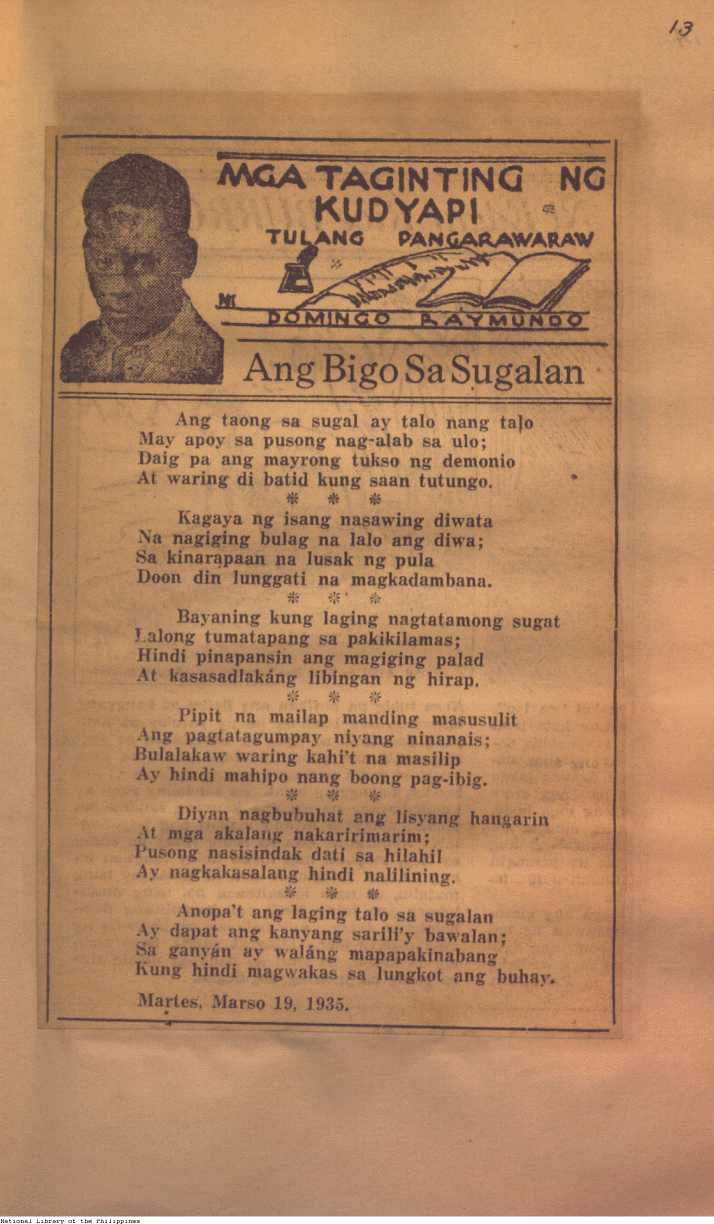 13
MGA TAGINTING NG
KUDYAPI
TULANG PANGARAWARAW
NI
DOMINGO RAYMUNDO
Ang Bigo Sa Sugalan
Ang taong sa sugal ay talo nang talo
May apoy sa pusong nag-alab sa ulo;
Daig pa ang mayrong tukso ng demonio
At waring di batid kung saan tutungo.
* * *
Kagaya ng isang nasawing diwata
Na nagiging bulag na lalo ang diwa;
Sa kinarapaan na lusak ng pula
Doon din lunggati na magkadambana.
* * *
Bayaning kung laging nagtatamong sugat
Lalong tumatapang sa pakikilamas;
Hindi pinapansin ang magiging palad
At kasasadlakáng libingan ng hirap.
* * *
Pipit na mailap manding masusulit
Ang pagtatagumpay niyang ninanais;
Bulalakaw waring kahi't na masilip
Ay hindi mahipo nang boong pag-ibig.
* * *
Diyan nagbubuhat ang lisyang hangarin
At mga akalang nakaririmarim;
Pusong nasisindak dati sa hilahil
Ay nagkakasalang hindi nalilining.
* * *
Anopa't ang laging talo sa sugalan
Ay dapat ang kanyang sarili'y bawalan;
Sa ganyán ay waláng mapapakinabang
Kung hindi magwakas sa lungkot ang buhay.
Martes, Marso 19, 1935.
National Library of the Philippines